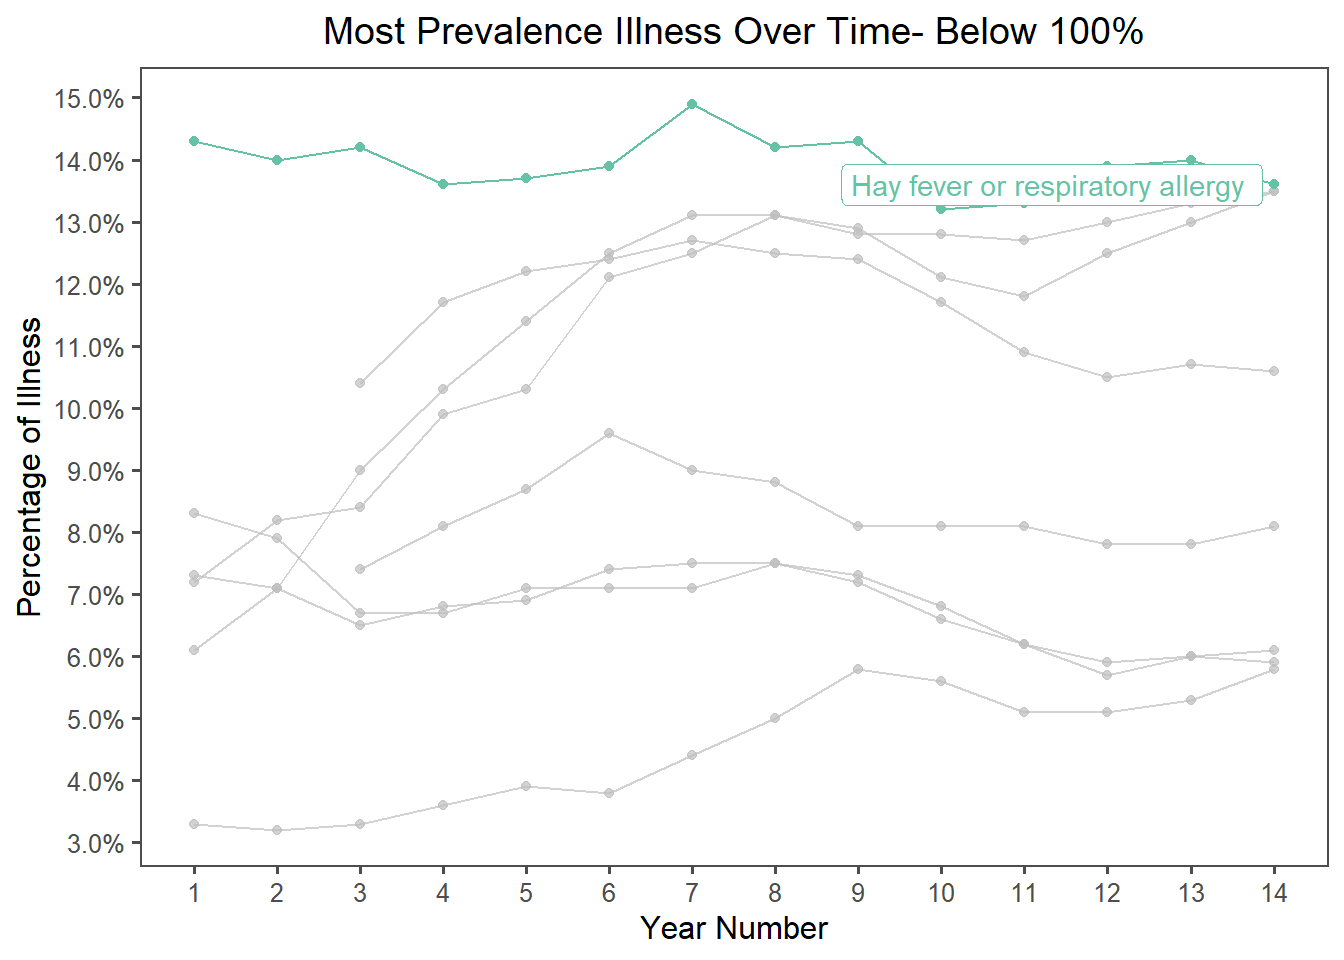 Most Prevalence Illness Over Time- Below 100%
15.0%
14.0%
13.0%
12.0%
11.0%
10.0%
9.0%
8.0%
7.0%
6.0%
5.0%
4.0%
3.0%
Percentage of Illness
Hay fever or respiratory allergy
1 2 3 4 5 6 7 8 9 10 11 12 13 14
Year Number